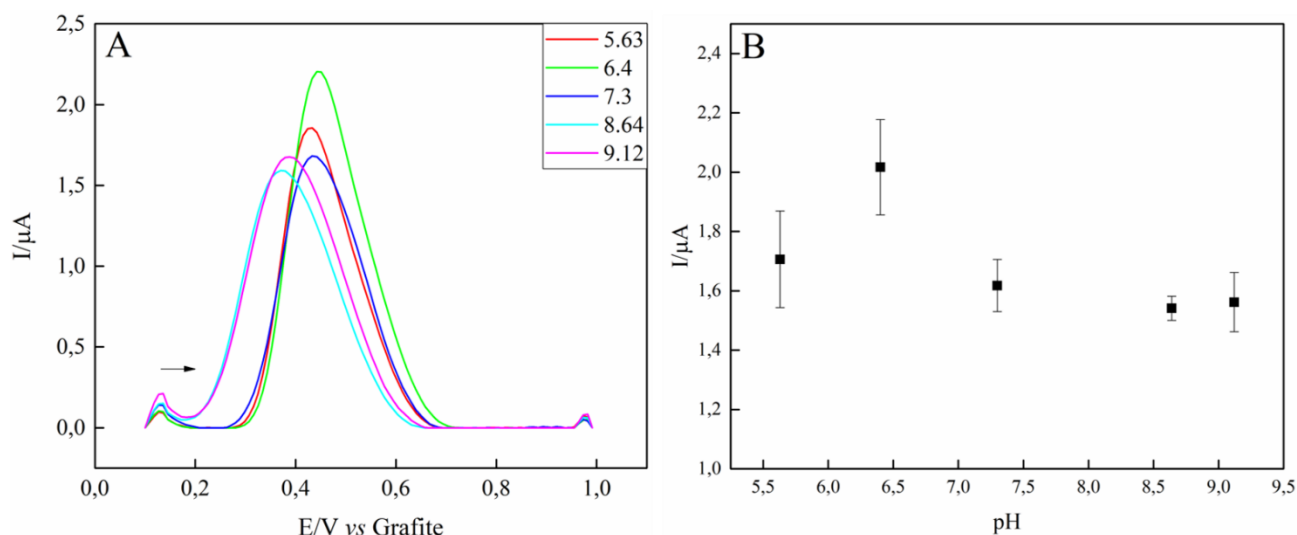 A
5.63
6.4
7.3
8.64
9.12
2,5
2,0
1,5
1,0
0,5
0,0
I/μA
0,0 0,2 0,4 0,6 0,8 1,0
E/V vs Grafite
B
2,4
2,2
2,0
1,8
1,6
1,4
1,2
1,0
I/μA
5,5 6,0 6,5 7,0 7,5 8,0 8,5 9,0 9,5
pH